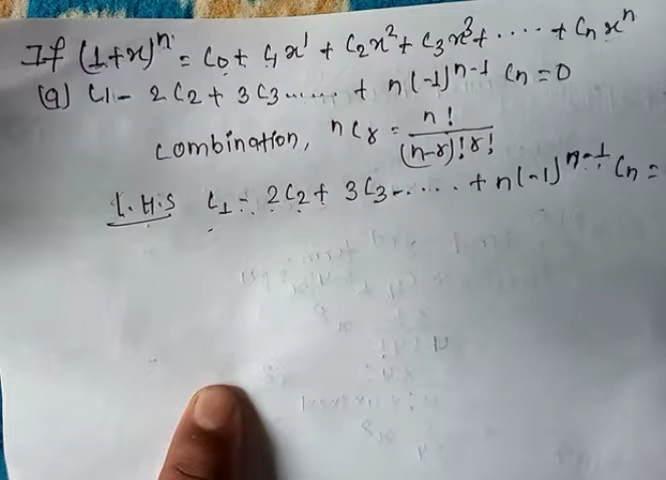 If (1+x)^n = C0 + C1x^1 + C2x^2 + C3x^3 + ..... + Cnx^n
(a) C1 - 2C2 + 3C3 ...... + n(-1)^n-1 Cn = 0
combination, nCr = n! / (n-r)! r!
L.H.S C1 - 2C2 + 3C3 - ..... + n(-1)^n-1 Cn =